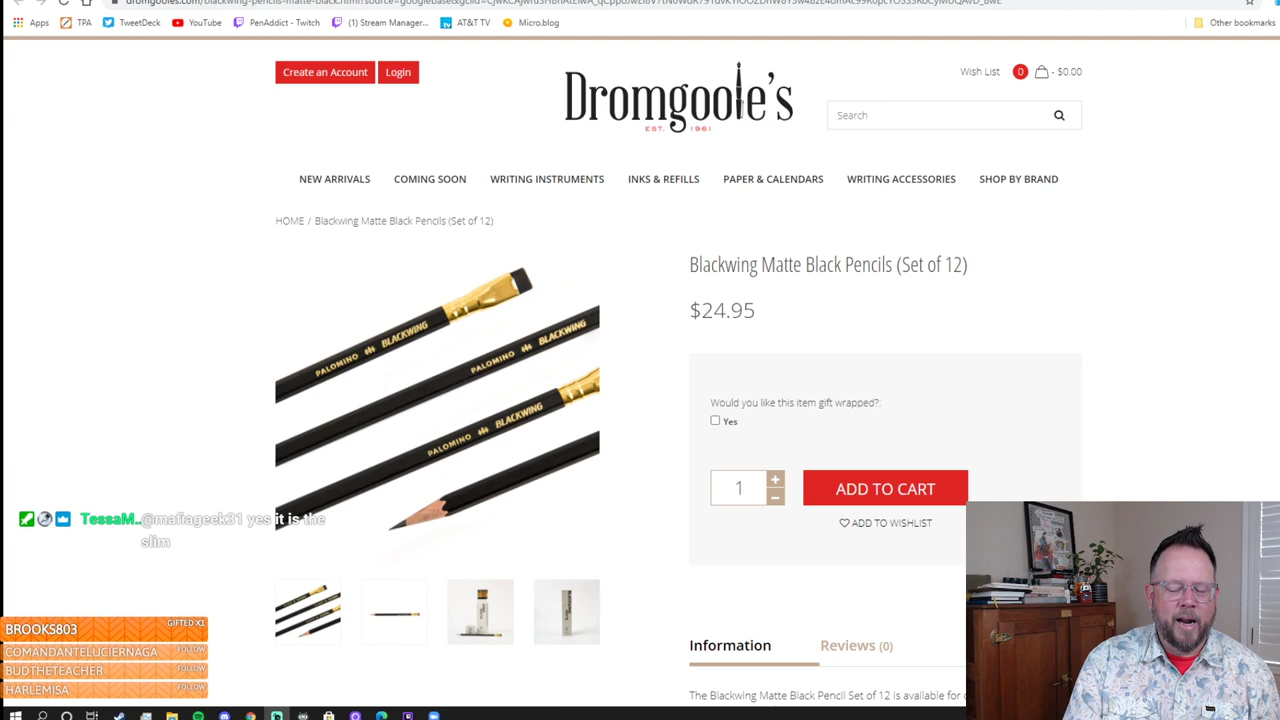 Apps TPA TweetDeck YouTube PenAddict - Twitch (1) Stream Manager... AT&T TV Micro.blog Other bookmarks
Create an Account Login
Dromgoole's
EST. 1961
Wish List 0 - $0.00
Search
NEW ARRIVALS COMING SOON WRITING INSTRUMENTS INKS & REFILLS PAPER & CALENDARS WRITING ACCESSORIES SHOP BY BRAND
HOME / Blackwing Matte Black Pencils (Set of 12)
Blackwing Matte Black Pencils (Set of 12)
$24.95
PALOMINO BLACKWING
PALOMINO BLACKWING
PALOMINO BLACKWING
Would you like this item gift wrapped?:
Yes
1 + −
ADD TO CART
ADD TO WISHLIST
TessaM..@mafiageek31 yes it is the
slim
BROOKS803 GIFTED X1
COMANDANTELUCIERNAGA FOLLOW
BUDTHETEACHER FOLLOW
HARLEMISA FOLLOW
Information Reviews (0)
The Blackwing Matte Black Pencil Set of 12 is available for